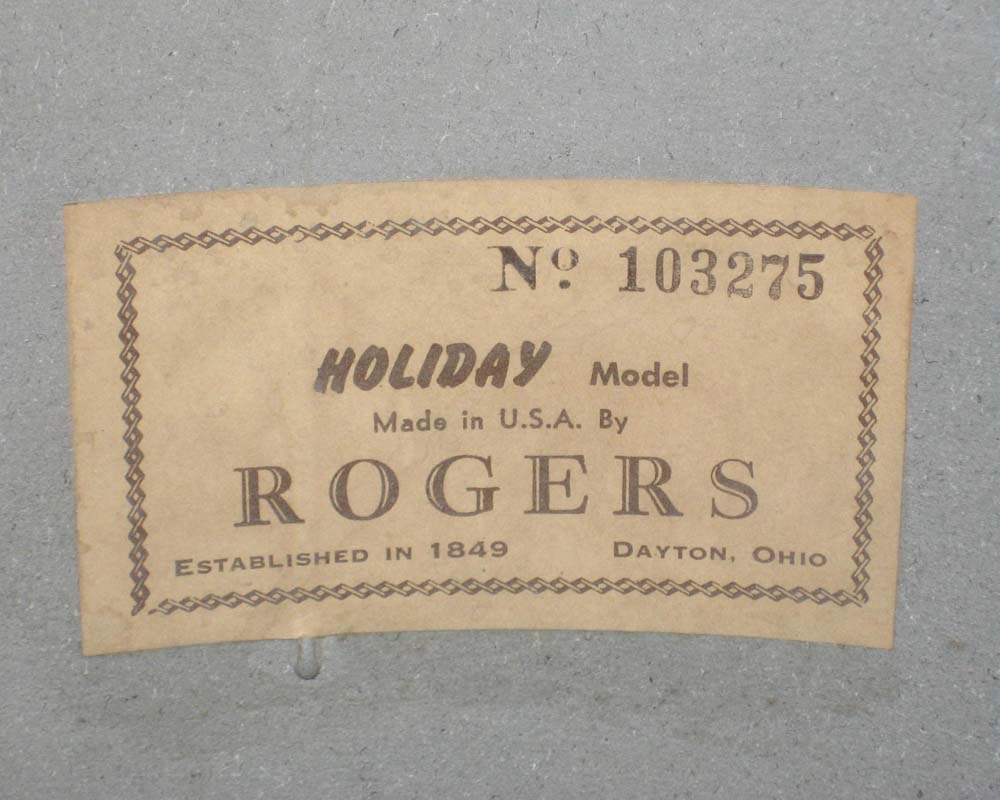 Nº 103275
HOLIDAY Model
Made in U.S.A. By
ROGERS
ESTABLISHED IN 1849 DAYTON, OHIO